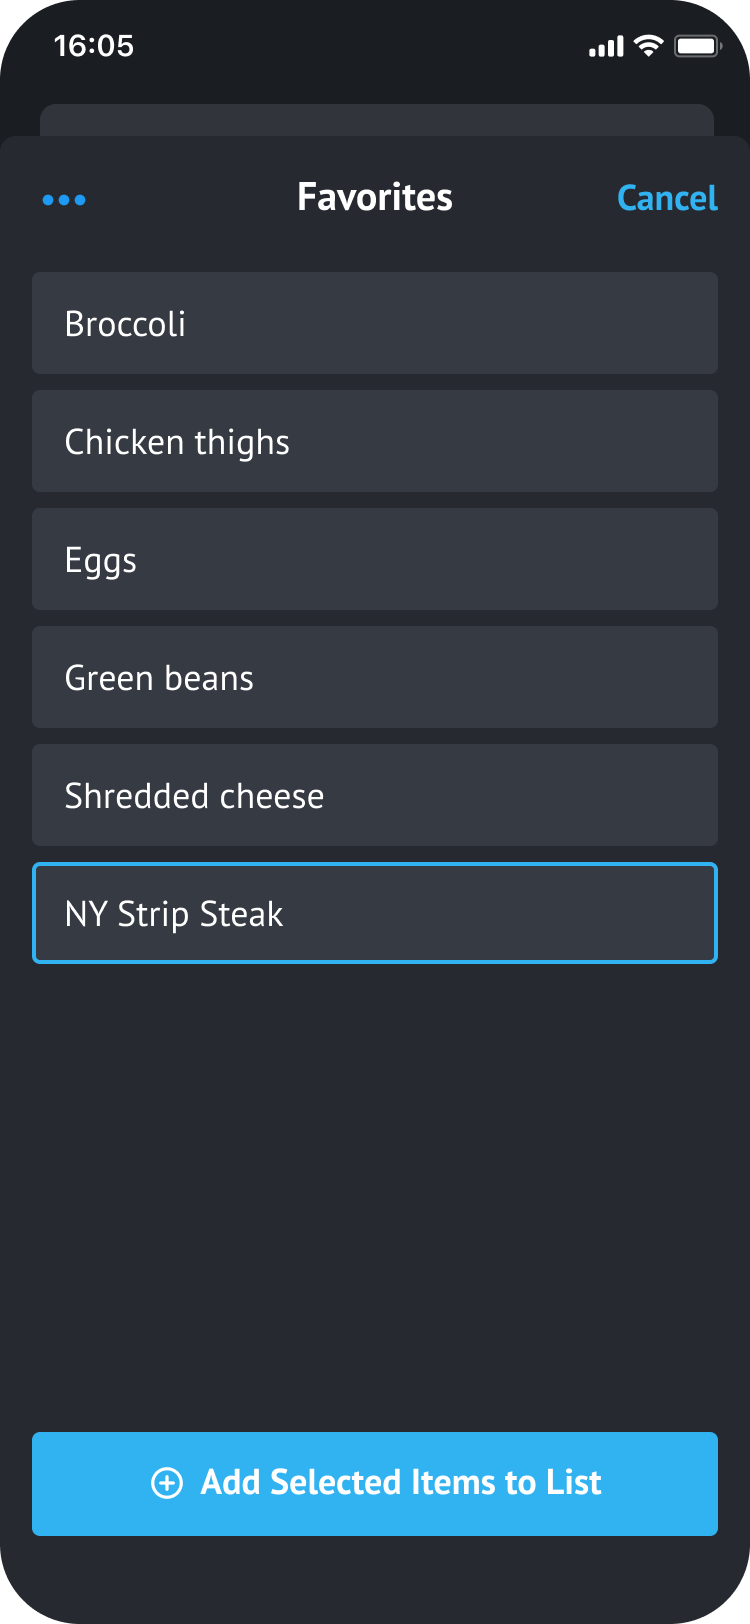 16:05
Favorites
Cancel
Broccoli
Chicken thighs
Eggs
Green beans
Shredded cheese
NY Strip Steak
Add Selected Items to List